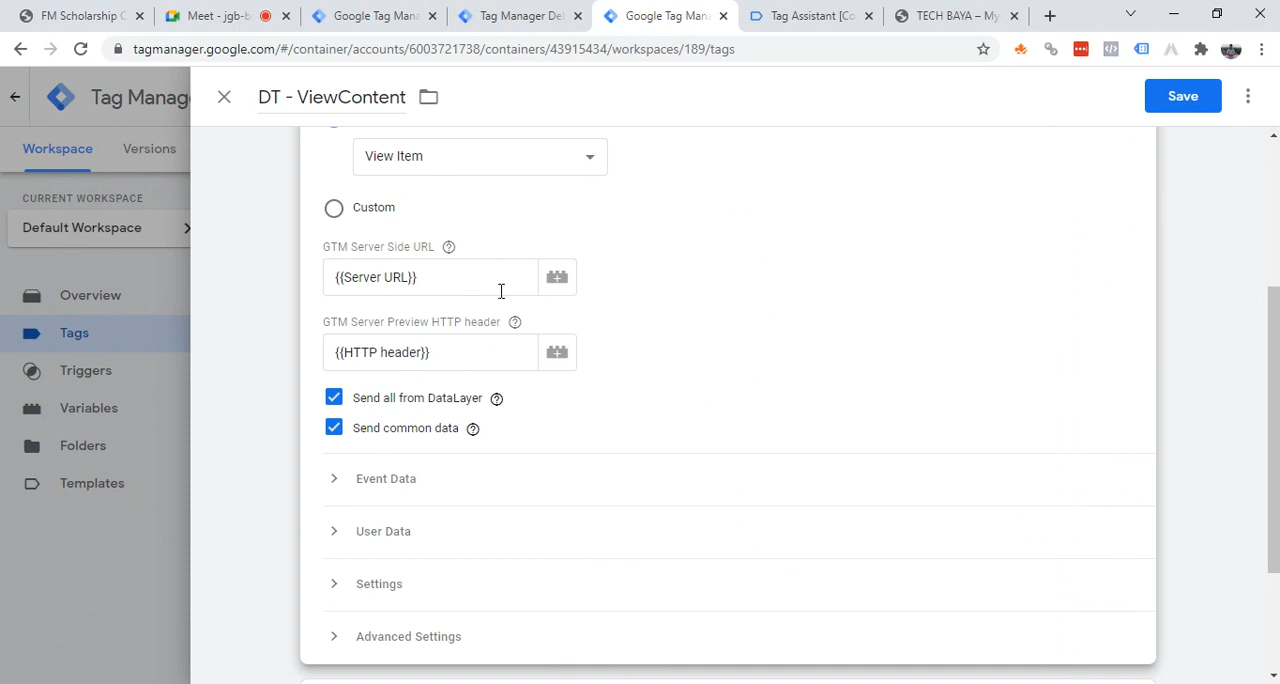 FM Scholarship C
Meet - jgb-b
Google Tag Mana
Tag Manager De
Google Tag Man
Tag Assistant [Co
TECH BAYA – My
tagmanager.google.com/#/container/accounts/6003721738/containers/43915434/workspaces/189/tags
Tag Manag
DT - ViewContent
Save
Workspace
Versions
View Item
CURRENT WORKSPACE
Default Workspace
Custom
GTM Server Side URL
{{Server URL}}
Overview
GTM Server Preview HTTP header
Tags
{{HTTP header}}
Triggers
Send all from DataLayer
Variables
Send common data
Folders
Event Data
Templates
User Data
Settings
Advanced Settings